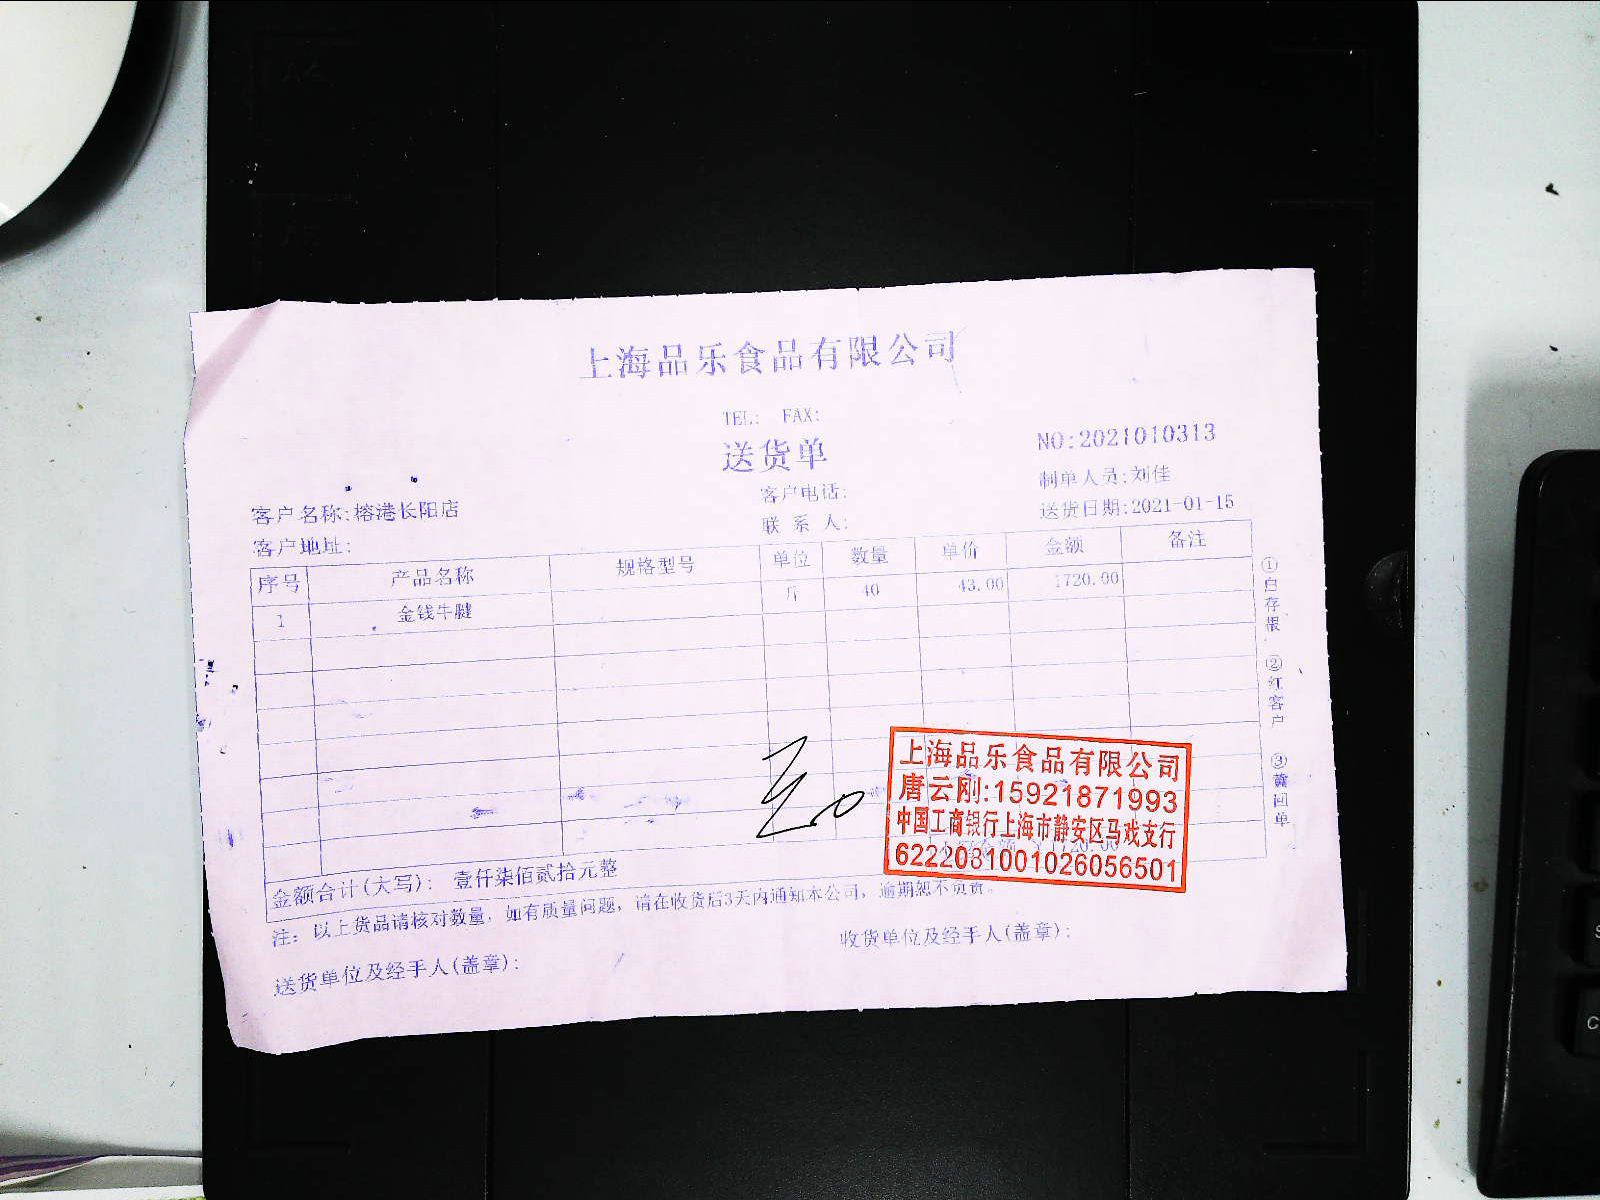 上海品乐食品有限公司
TEL: FAX:
送货单
NO:2021010313
客户电话:
制单人员:刘佳
客户名称:榕港长阳店
联系人:
送货日期:2021-01-15
客户地址:
序号 产品名称 规格型号 单位 数量 单价 金额 备注
1 金钱牛腱 斤 40 43.00 1720.00
①白存根 ②红客户 ③黄回单
上海品乐食品有限公司
唐云刚:15921871993
中国工商银行上海市静安区马戏支行
6222081001026056501
金额合计(大写): 壹仟柒佰贰拾元整
注: 以上货品请核对数量, 如有质量问题, 请在收货后3天内通知本公司, 逾期恕不负责。
收货单位及经手人(盖章):
送货单位及经手人(盖章):